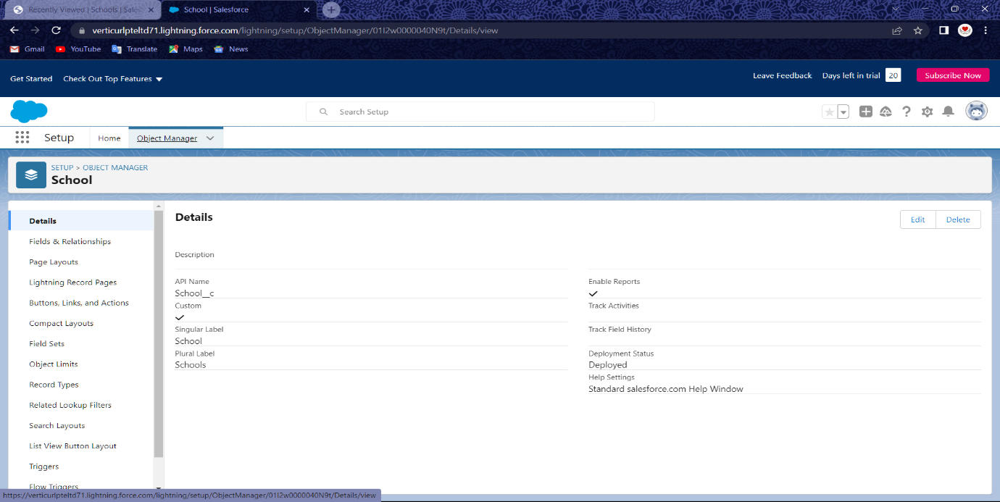 Recently Viewed | Schools | Sales
School | Salesforce
verticurlpteltd71.lightning.force.com/lightning/setup/ObjectManager/01I2w0000040N9t/Details/view
Gmail YouTube Translate Maps News
Get Started Check Out Top Features Leave Feedback Days left in trial 20 Subscribe Now
Search Setup
Setup Home Object Manager
SETUP > OBJECT MANAGER
School
Details
Fields & Relationships
Page Layouts
Lightning Record Pages
Buttons, Links, and Actions
Compact Layouts
Field Sets
Object Limits
Record Types
Related Lookup Filters
Search Layouts
List View Button Layout
Triggers
Flow Triggers
Details
Edit Delete
Description
API Name
School__c
Custom
Singular Label
School
Plural Label
Schools
Enable Reports
Track Activities
Track Field History
Deployment Status
Deployed
Help Settings
Standard salesforce.com Help Window
https://verticurlpteltd71.lightning.force.com/lightning/setup/ObjectManager/01I2w0000040N9t/Details/view